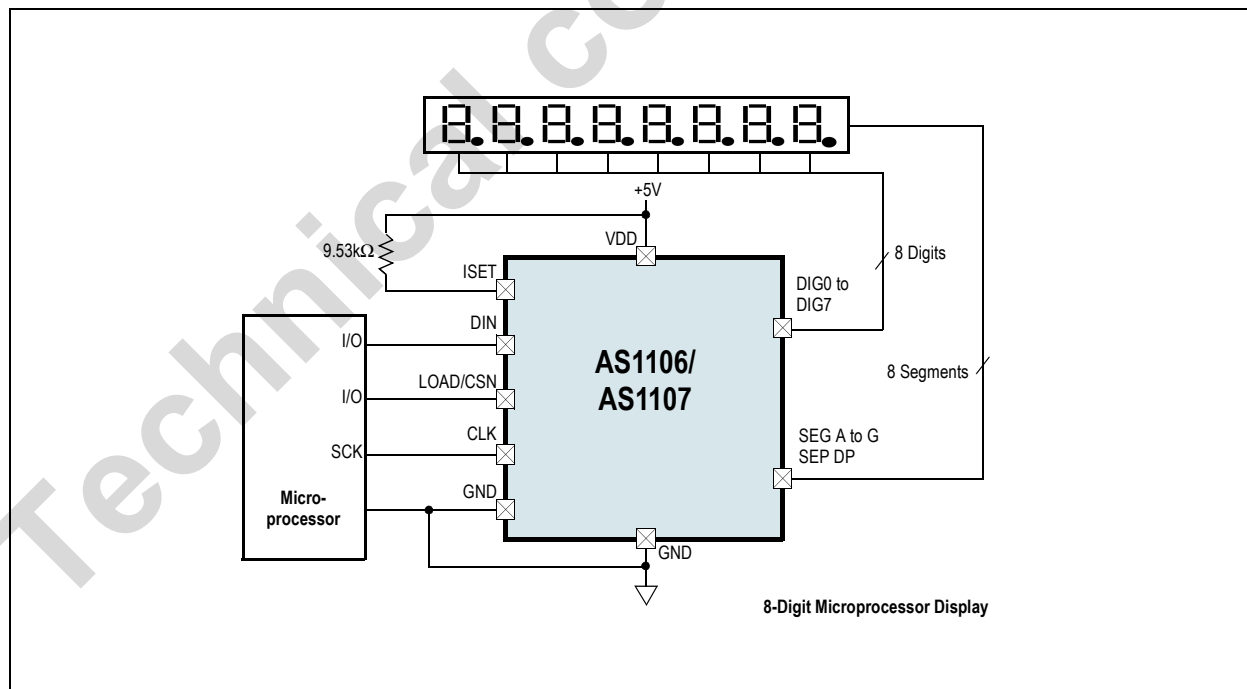 Technical co
+5V
9.53kΩ
VDD
ISET
8 Digits
DIG0 to
DIG7
DIN
I/O
LOAD/CSN
I/O
AS1106/
AS1107
8 Segments
CLK
SCK
SEG A to G
SEP DP
GND
Micro-
processor
GND
8-Digit Microprocessor Display